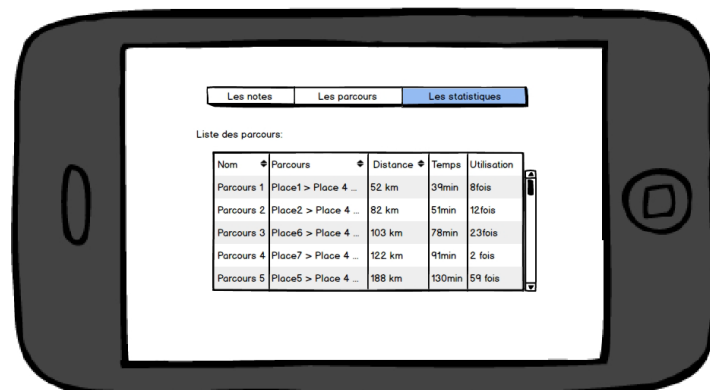 Les notes Les parcours Les statistiques
Liste des parcours:
Nom Parcours Distance Temps Utilisation
Parcours 1 Place1 > Place 4 ... 52 km 39min 8fois
Parcours 2 Place2 > Place 4 ... 82 km 51min 12fois
Parcours 3 Place6 > Place 4 ... 103 km 78min 23fois
Parcours 4 Place7 > Place 4 ... 122 km 91min 2 fois
Parcours 5 Place5 > Place 4 ... 188 km 130min 59 fois